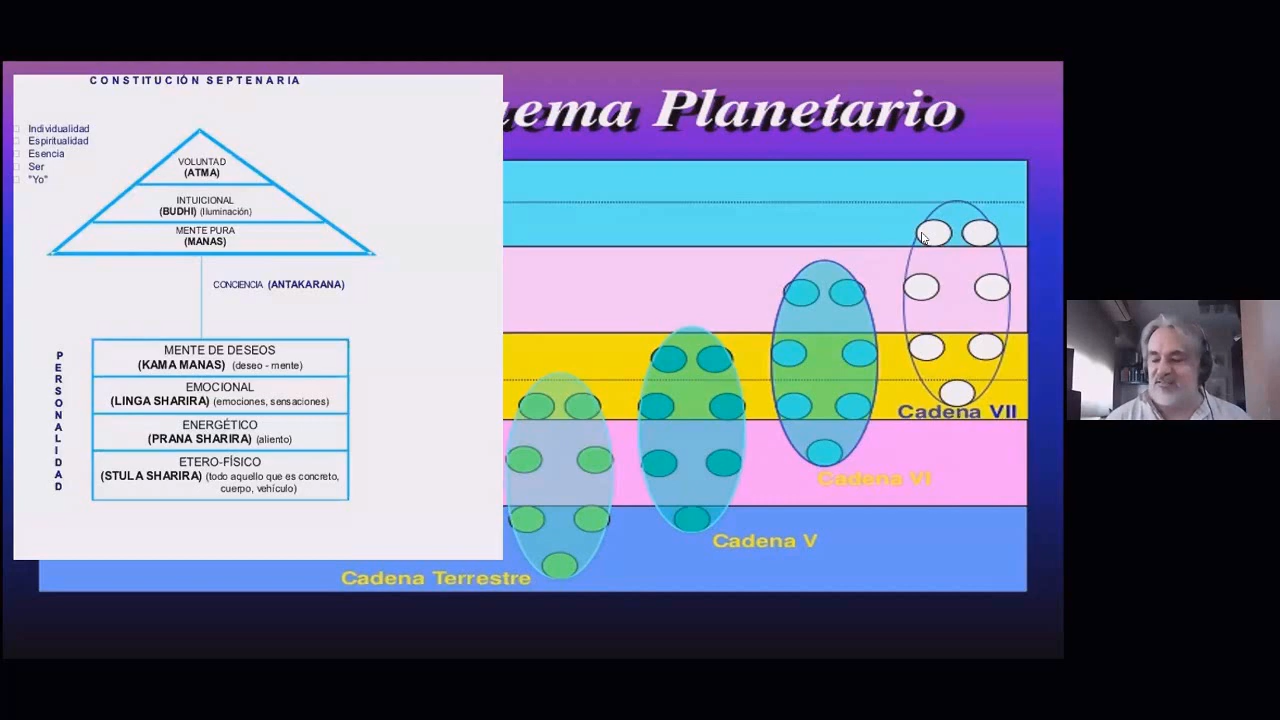 CONSTITUCIÓN SEPTENARIA
Individualidad
Espiritualidad
Esencia
Ser
"Yo"
VOLUNTAD
(ATMA)
INTUICIONAL
(BUDHI) (Iluminación)
MENTE PURA
(MANAS)
CONCIENCIA (ANTAKARANA)
PERSONALIDAD
MENTE DE DESEOS
(KAMA MANAS) (deseo - mente)
EMOCIONAL
(LINGA SHARIRA) (emociones, sensaciones)
ENERGÉTICO
(PRANA SHARIRA) (aliento)
ETERO-FÍSICO
(STULA SHARIRA) (todo aquello que es concreto,
cuerpo, vehículo)
uema Planetario
Cadena VII
Cadena VI
Cadena V
Cadena Terrestre